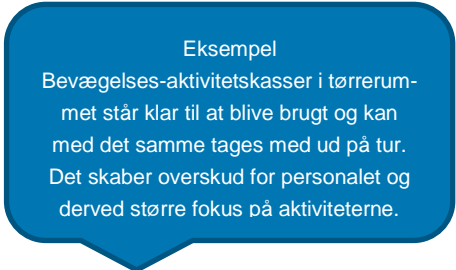 Eksempel
Bevægelses-aktivitetskasser i tørrerum-
met står klar til at blive brugt og kan
med det samme tages med ud på tur.
Det skaber overskud for personalet og
derved større fokus på aktiviteterne.